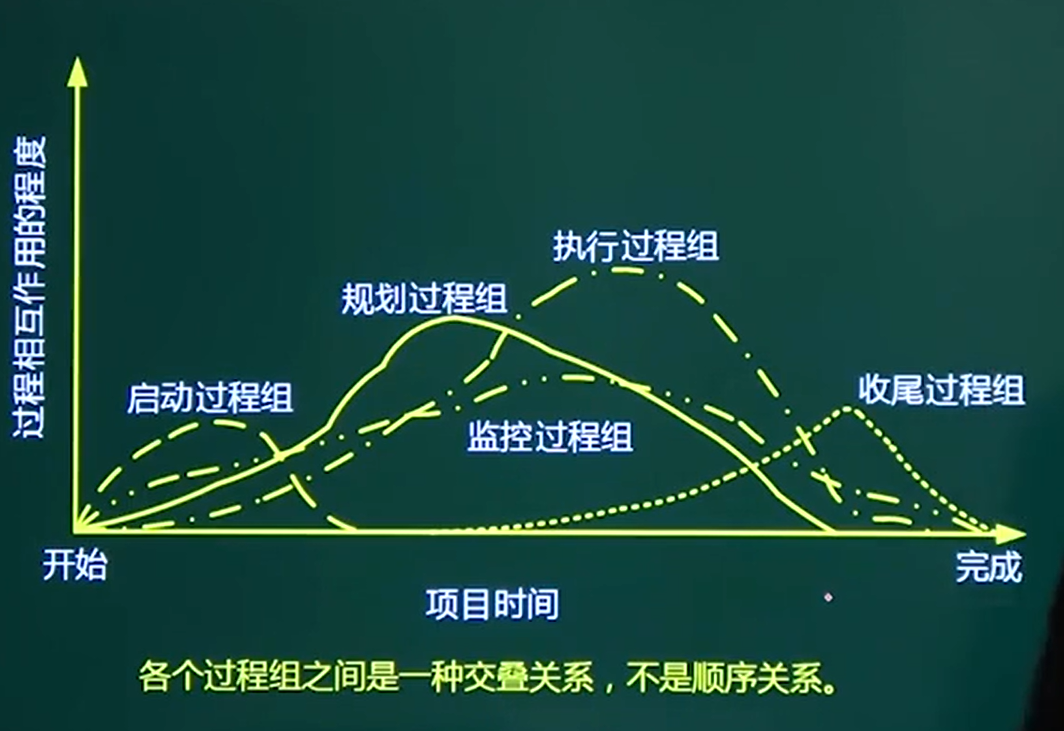 过程相互作用的程度
执行过程组
规划过程组
启动过程组
收尾过程组
监控过程组
开始
完成
项目时间
各个过程组之间是一种交叠关系，不是顺序关系。